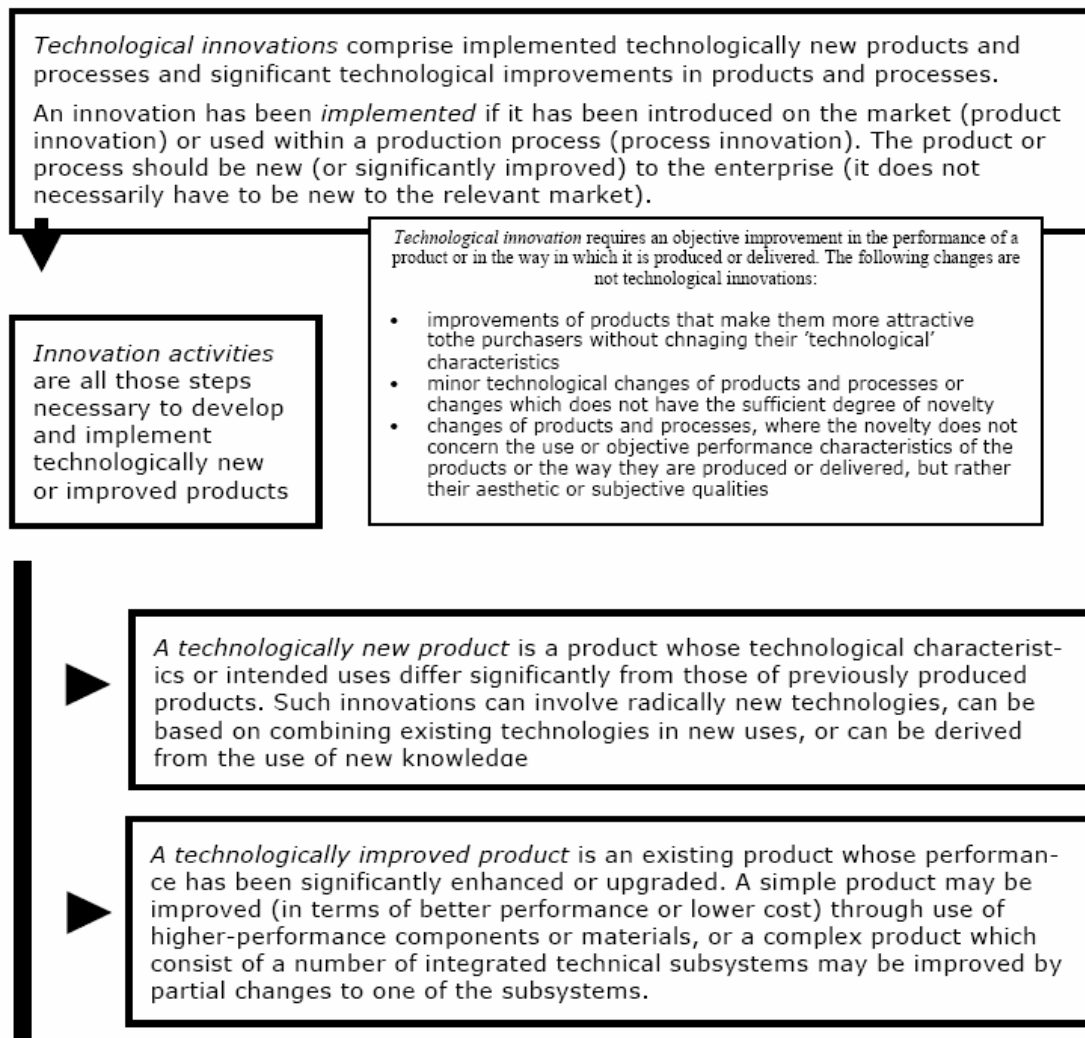 Technological innovations comprise implemented technologically new products and
processes and significant technological improvements in products and processes.
An innovation has been implemented if it has been introduced on the market (product
innovation) or used within a production process (process innovation). The product or
process should be new (or significantly improved) to the enterprise (it does not
necessarily have to be new to the relevant market).
Technological innovation requires an objective improvement in the performance of a
product or in the way in which it is produced or delivered. The following changes are
not technological innovations:
• improvements of products that make them more attractive
tothe purchasers without chnaging their ‘technological’
characteristics
• minor technological changes of products and processes or
changes which does not have the sufficient degree of novelty
• changes of products and processes, where the novelty does not
concern the use or objective performance characteristics of the
products or the way they are produced or delivered, but rather
their aesthetic or subjective qualities
Innovation activities
are all those steps
necessary to develop
and implement
technologically new
or improved products
A technologically new product is a product whose technological characterist-
ics or intended uses differ significantly from those of previously produced
products. Such innovations can involve radically new technologies, can be
based on combining existing technologies in new uses, or can be derived
from the use of new knowledge
A technologically improved product is an existing product whose performan-
ce has been significantly enhanced or upgraded. A simple product may be
improved (in terms of better performance or lower cost) through use of
higher-performance components or materials, or a complex product which
consist of a number of integrated technical subsystems may be improved by
partial changes to one of the subsystems.